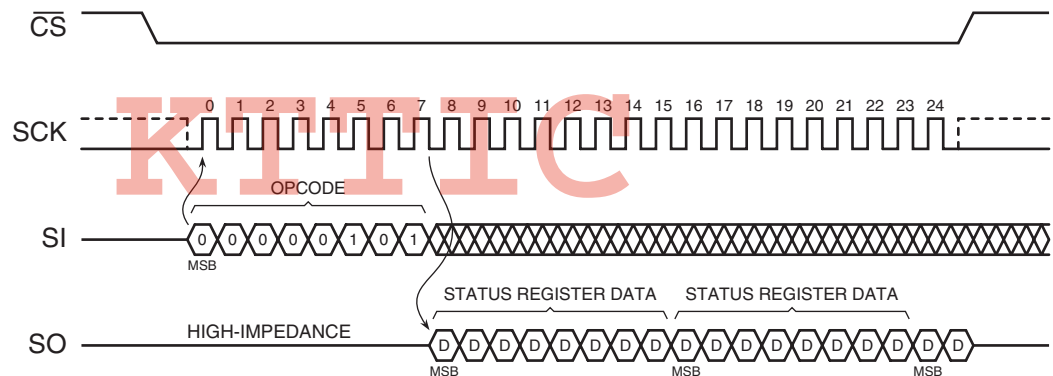 CS
0 1 2 3 4 5 6 7 8 9 10 11 12 13 14 15 16 17 18 19 20 21 22 23 24
SCK
KTTIC
OPCODE
SI 0 0 0 0 0 1 0 1
MSB
STATUS REGISTER DATA STATUS REGISTER DATA
HIGH-IMPEDANCE
SO D D D D D D D D D D D D D D D D D D
MSB MSB MSB